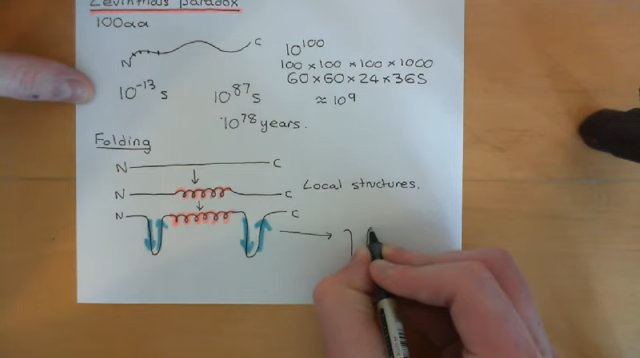 Levinthals paradox
100aa
N C
10^100
100 × 100 × 100 × 1000
60×60×24×365
≈ 10^9
10^-13 s
10^87 s
10^78 years.
Folding
N C
N C
Local structures.
N C